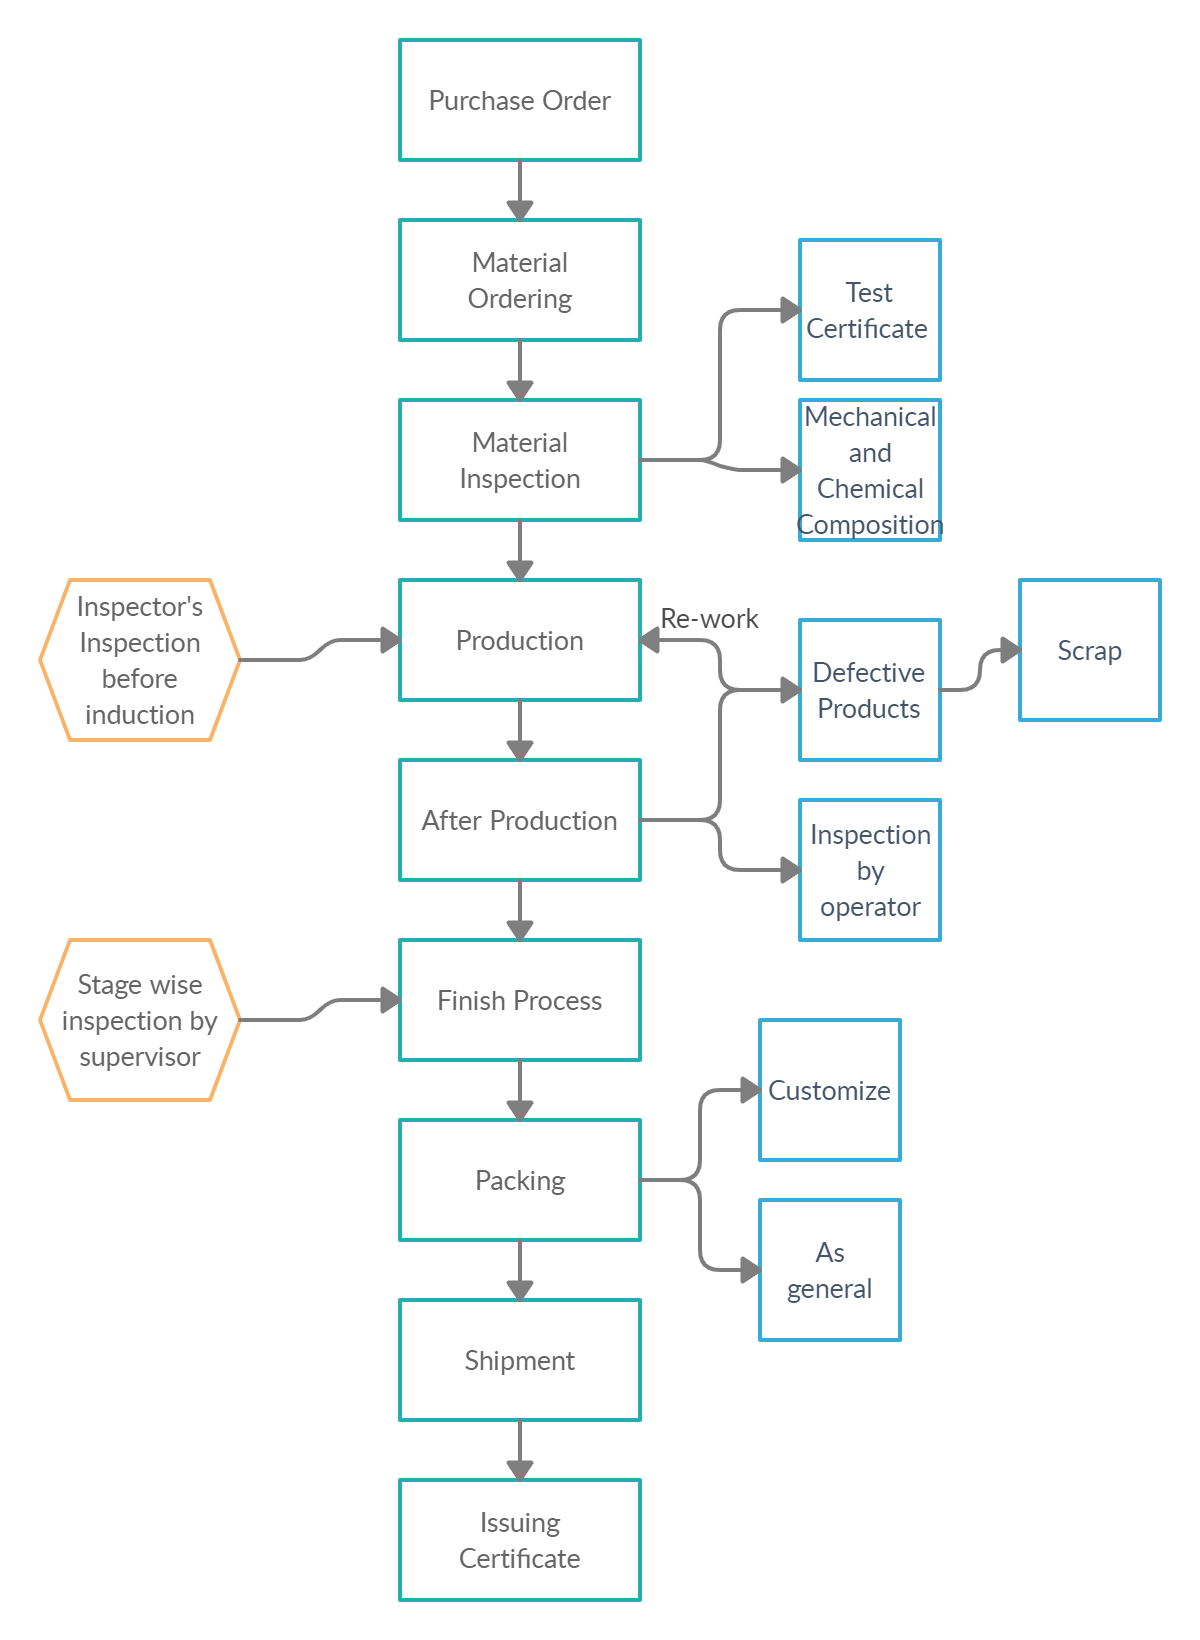 Purchase Order
Material
Ordering
Test
Certificate
Material
Inspection
Mechanical
and
Chemical
Composition
Inspector's
Inspection
before
induction
Production
Re-work
Defective
Products
Scrap
After Production
Inspection
by
operator
Stage wise
inspection by
supervisor
Finish Process
Customize
Packing
As
general
Shipment
Issuing
Certificate